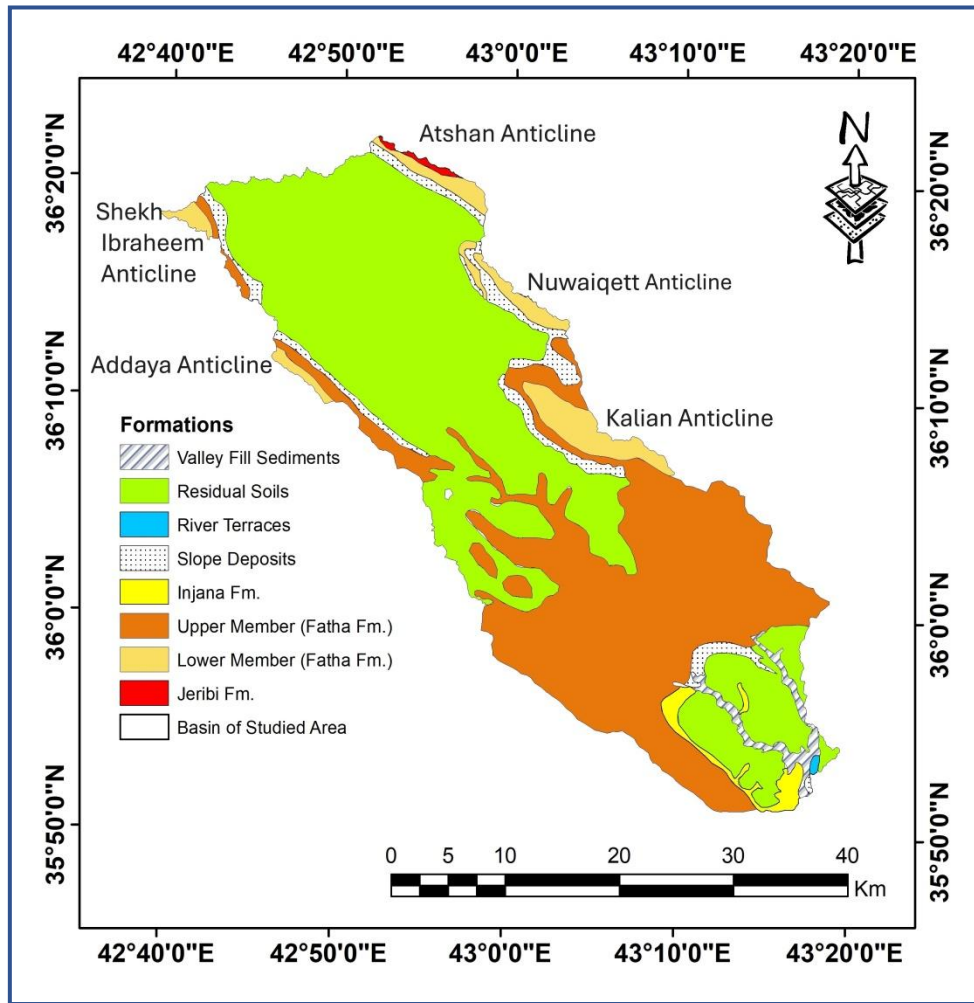 42°40'0"E 42°50'0"E 43°0'0"E 43°10'0"E 43°20'0"E
Atshan Anticline
N
36°20'0"N
36°20'0"N
Shekh
Ibraheem
Anticline
Nuwaiqett Anticline
Addaya Anticline
36°10'0"N
36°10'0"N
Kalian Anticline
Formations
Valley Fill Sediments
Residual Soils
River Terraces
Slope Deposits
Injana Fm.
Upper Member (Fatha Fm.)
Lower Member (Fatha Fm.)
Jeribi Fm.
Basin of Studied Area
36°0'0"N
36°0'0"N
35°50'0"N
35°50'0"N
0 5 10 20 30 40
Km
42°40'0"E 42°50'0"E 43°0'0"E 43°10'0"E 43°20'0"E